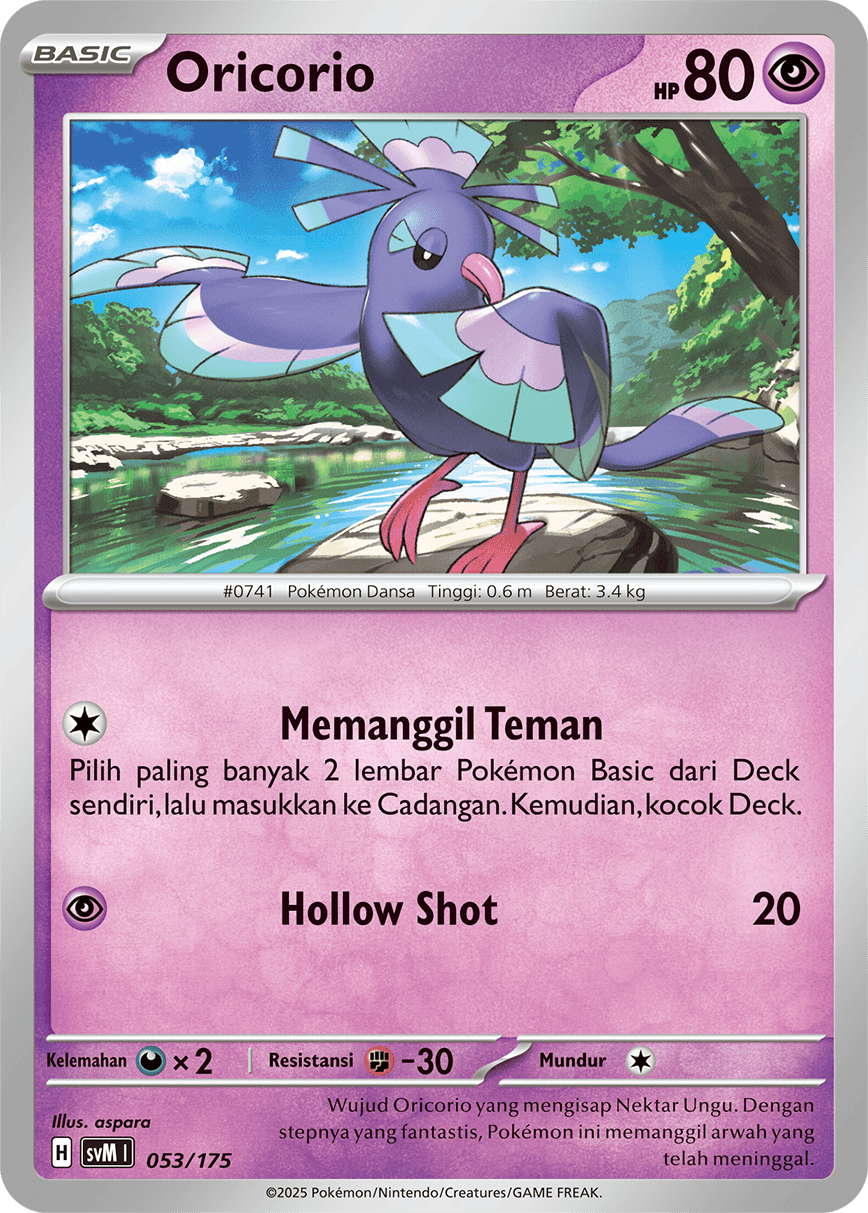 BASIC
Oricorio
HP 80
#0741 Pokémon Dansa Tinggi: 0.6 m Berat: 3.4 kg
Memanggil Teman
Pilih paling banyak 2 lembar Pokémon Basic dari Deck
sendiri, lalu masukkan ke Cadangan. Kemudian, kocok Deck.
Hollow Shot 20
Kelemahan ×2 Resistansi -30 Mundur
Wujud Oricorio yang mengisap Nektar Ungu. Dengan
stepnya yang fantastis, Pokémon ini memanggil arwah yang
telah meninggal.
Illus. aspara
H svM I 053/175
©2025 Pokémon/Nintendo/Creatures/GAME FREAK.